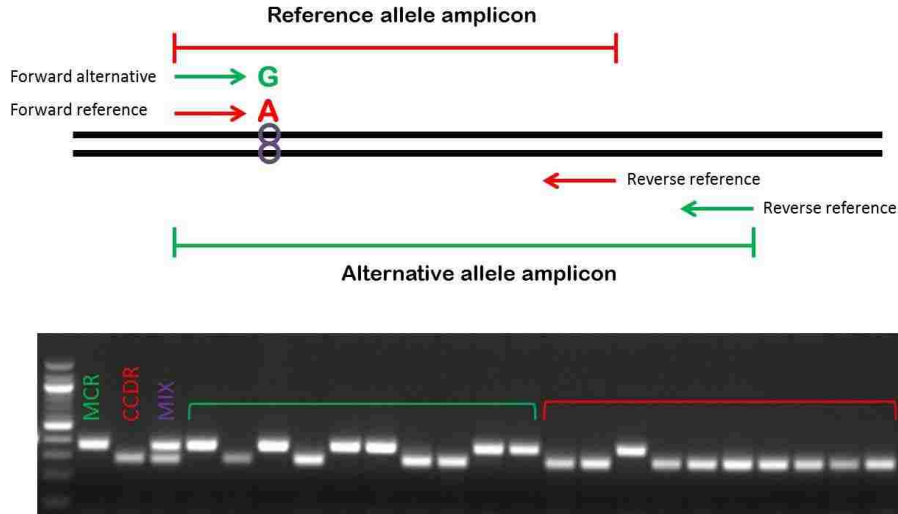 Reference allele amplicon
Forward alternative
G
Forward reference
A
Reverse reference
Reverse reference
Alternative allele amplicon
MCR
CCDR
MIX